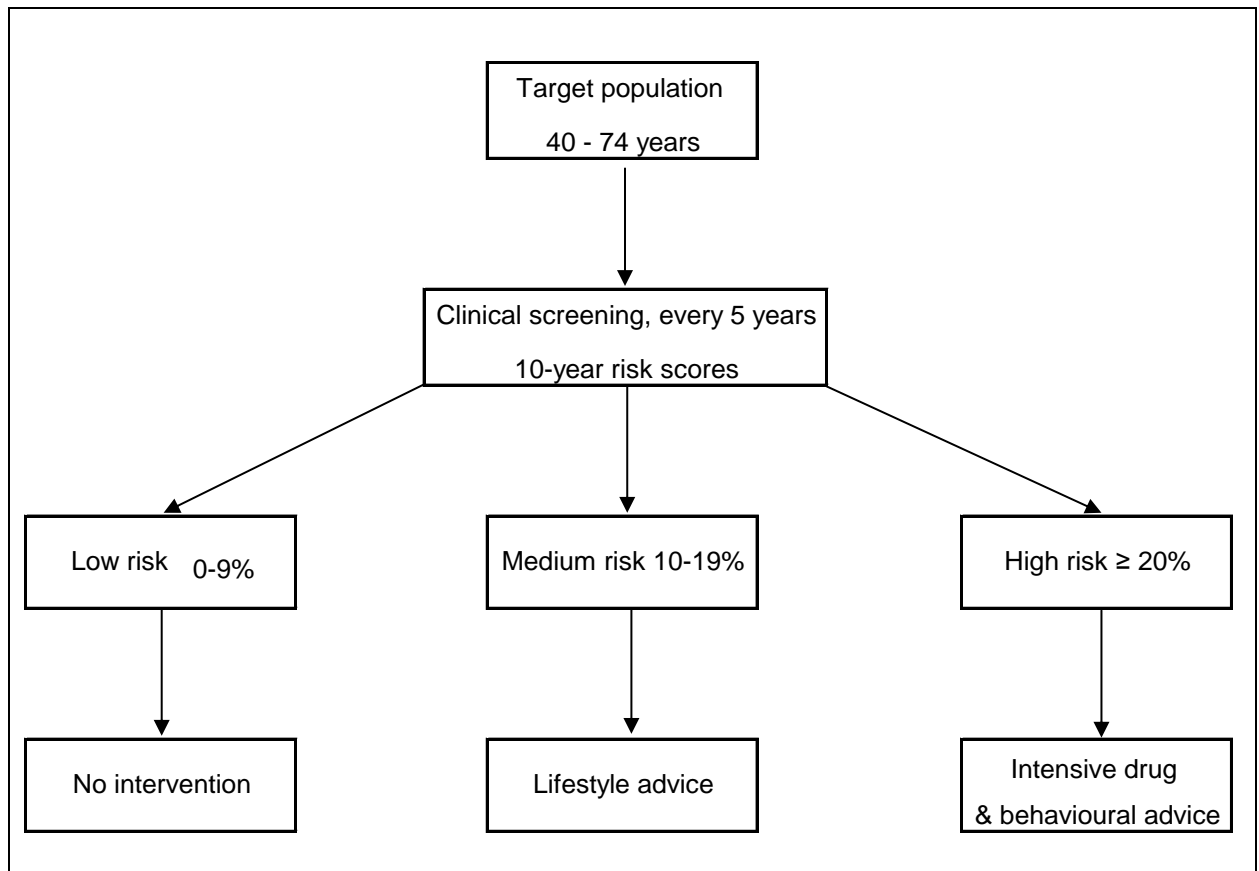 Target population
40 - 74 years
Clinical screening, every 5 years
10-year risk scores
Low risk 0-9%
Medium risk 10-19%
High risk ≥ 20%
No intervention
Lifestyle advice
Intensive drug
& behavioural advice